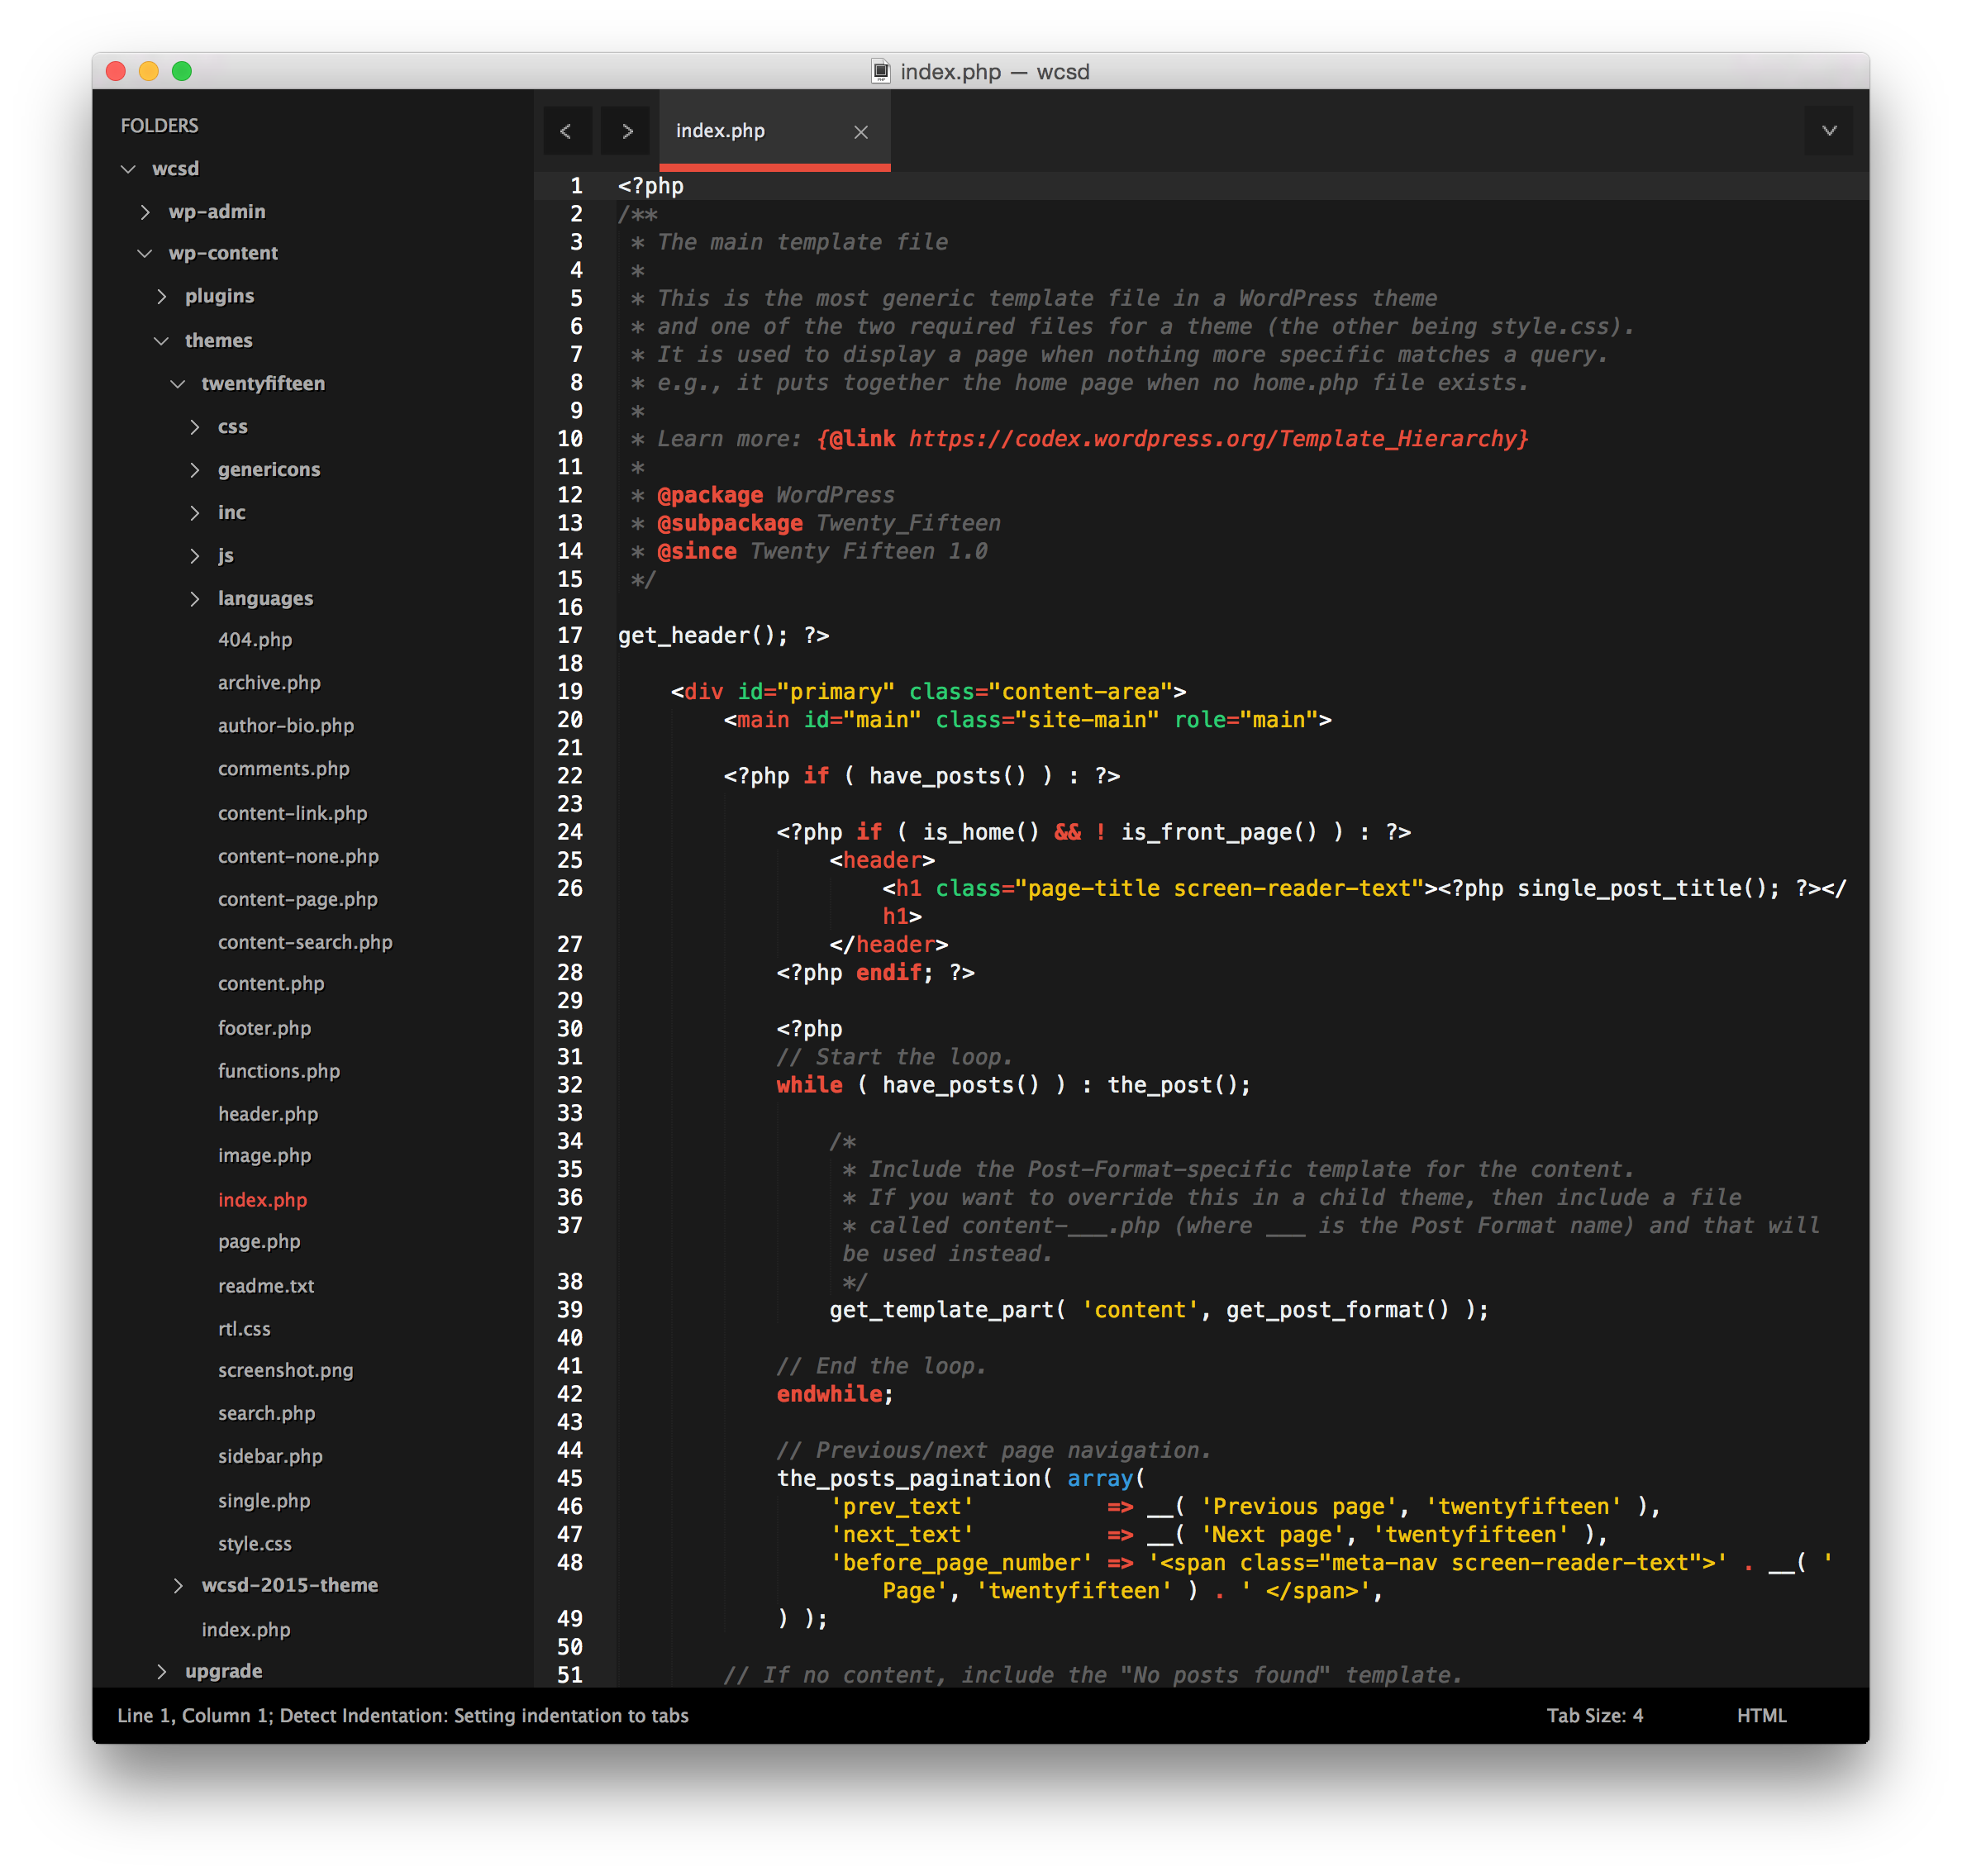 index.php — wcsd
FOLDERS
wcsd
wp-admin
wp-content
plugins
themes
twentyfifteen
css
genericons
inc
js
languages
404.php
archive.php
author-bio.php
comments.php
content-link.php
content-none.php
content-page.php
content-search.php
content.php
footer.php
functions.php
header.php
image.php
index.php
page.php
readme.txt
rtl.css
screenshot.png
search.php
sidebar.php
single.php
style.css
wcsd-2015-theme
index.php
upgrade
index.php
1 <?php
2 /**
3  * The main template file
4  *
5  * This is the most generic template file in a WordPress theme
6  * and one of the two required files for a theme (the other being style.css).
7  * It is used to display a page when nothing more specific matches a query.
8  * e.g., it puts together the home page when no home.php file exists.
9  *
10  * Learn more: {@link https://codex.wordpress.org/Template_Hierarchy}
11  *
12  * @package WordPress
13  * @subpackage Twenty_Fifteen
14  * @since Twenty Fifteen 1.0
15  */
16
17 get_header(); ?>
18
19     <div id="primary" class="content-area">
20         <main id="main" class="site-main" role="main">
21
22         <?php if ( have_posts() ) : ?>
23
24             <?php if ( is_home() && ! is_front_page() ) : ?>
25                 <header>
26                     <h1 class="page-title screen-reader-text"><?php single_post_title(); ?></
h1>
27                 </header>
28             <?php endif; ?>
29
30             <?php
31             // Start the loop.
32             while ( have_posts() ) : the_post();
33
34                 /*
35                  * Include the Post-Format-specific template for the content.
36                  * If you want to override this in a child theme, then include a file
37                  * called content-___.php (where ___ is the Post Format name) and that will
be used instead.
38                  */
39                 get_template_part( 'content', get_post_format() );
40
41             // End the loop.
42             endwhile;
43
44             // Previous/next page navigation.
45             the_posts_pagination( array(
46                 'prev_text'          => __( 'Previous page', 'twentyfifteen' ),
47                 'next_text'          => __( 'Next page', 'twentyfifteen' ),
48                 'before_page_number' => '<span class="meta-nav screen-reader-text">' . __( '
Page', 'twentyfifteen' ) . ' </span>',
49             ) );
50
51         // If no content, include the "No posts found" template.
Line 1, Column 1; Detect Indentation: Setting indentation to tabs
Tab Size: 4
HTML